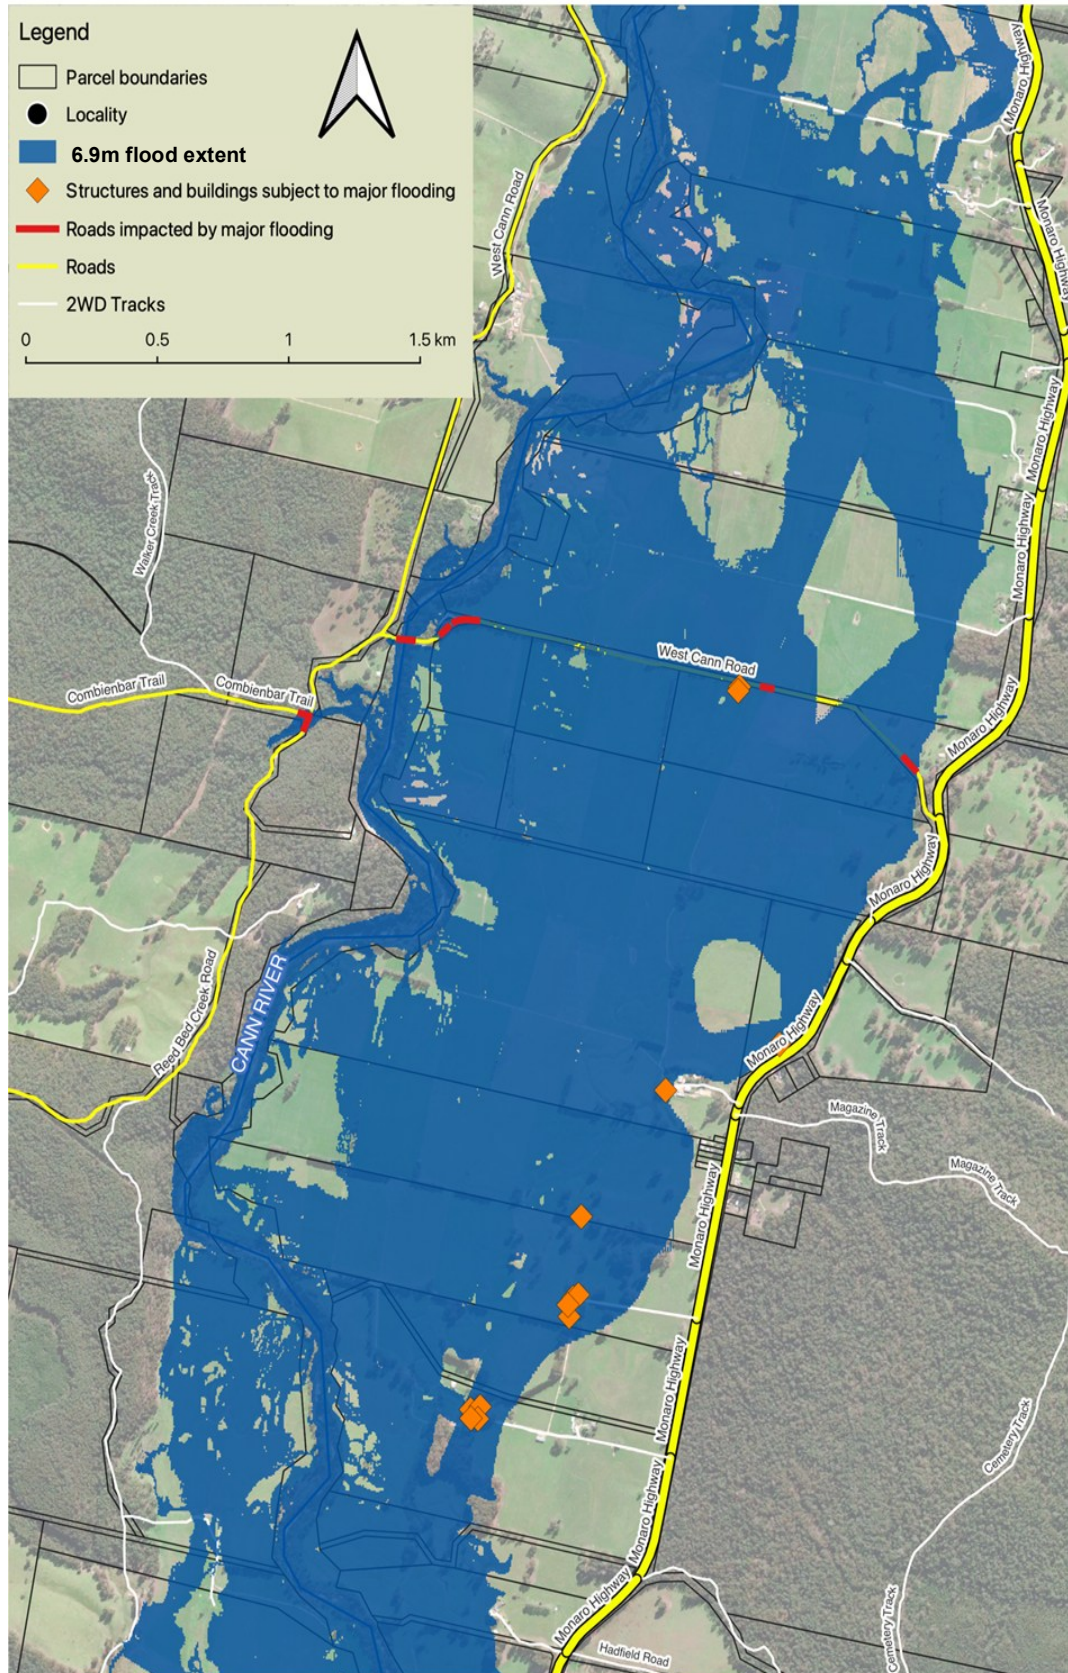 Legend
Parcel boundaries
Locality
6.9m flood extent
Structures and buildings subject to major flooding
Roads impacted by major flooding
Roads
2WD Tracks
0 0.5 1 1.5 km
Monaro Highway
West Cann Road
Monaro Highway
Monaro Highway
Walker Creek Track
Monaro Highway
West Cann Road
Combienbar Trail
Combienbar Trail
Monaro Highway
Monaro Highway
Reed Bed Creek Road
CANN RIVER
Monaro Highway
Magazine Track
Magazine Track
Monaro Highway
Monaro Highway
Cemetery Track
Monaro Highway
Monaro Highway
Cemetery Track
Hadfield Road